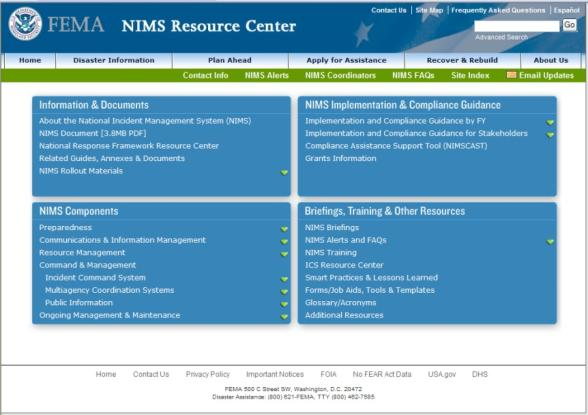 Contact Us | Site Map | Frequently Asked Questions | Español
FEMA NIMS Resource Center
Go
Advanced Search
Home Disaster Information Plan Ahead Apply for Assistance Recover & Rebuild About Us
Contact Info NIMS Alerts NIMS Coordinators NIMS FAQs Site Index Email Updates
Information & Documents
About the National Incident Management System (NIMS)
NIMS Document [3.8MB PDF]
National Response Framework Resource Center
Related Guides, Annexes & Documents
NIMS Rollout Materials
NIMS Implementation & Compliance Guidance
Implementation and Compliance Guidance by FY
Implementation and Compliance Guidance for Stakeholders
Compliance Assistance Support Tool (NIMSCAST)
Grants Information
NIMS Components
Preparedness
Communications & Information Management
Resource Management
Command & Management
Incident Command System
Multiagency Coordination Systems
Public Information
Ongoing Management & Maintenance
Briefings, Training & Other Resources
NIMS Briefings
NIMS Alerts and FAQs
NIMS Training
ICS Resource Center
Smart Practices & Lessons Learned
Forms/Job Aids, Tools & Templates
Glossary/Acronyms
Additional Resources
Home Contact Us Privacy Policy Important Notices FOIA No FEAR Act Data USA.gov DHS
FEMA 500 C Street SW, Washington, D.C. 20472
Disaster Assistance: (800) 621-FEMA, TTY (800) 462-7585